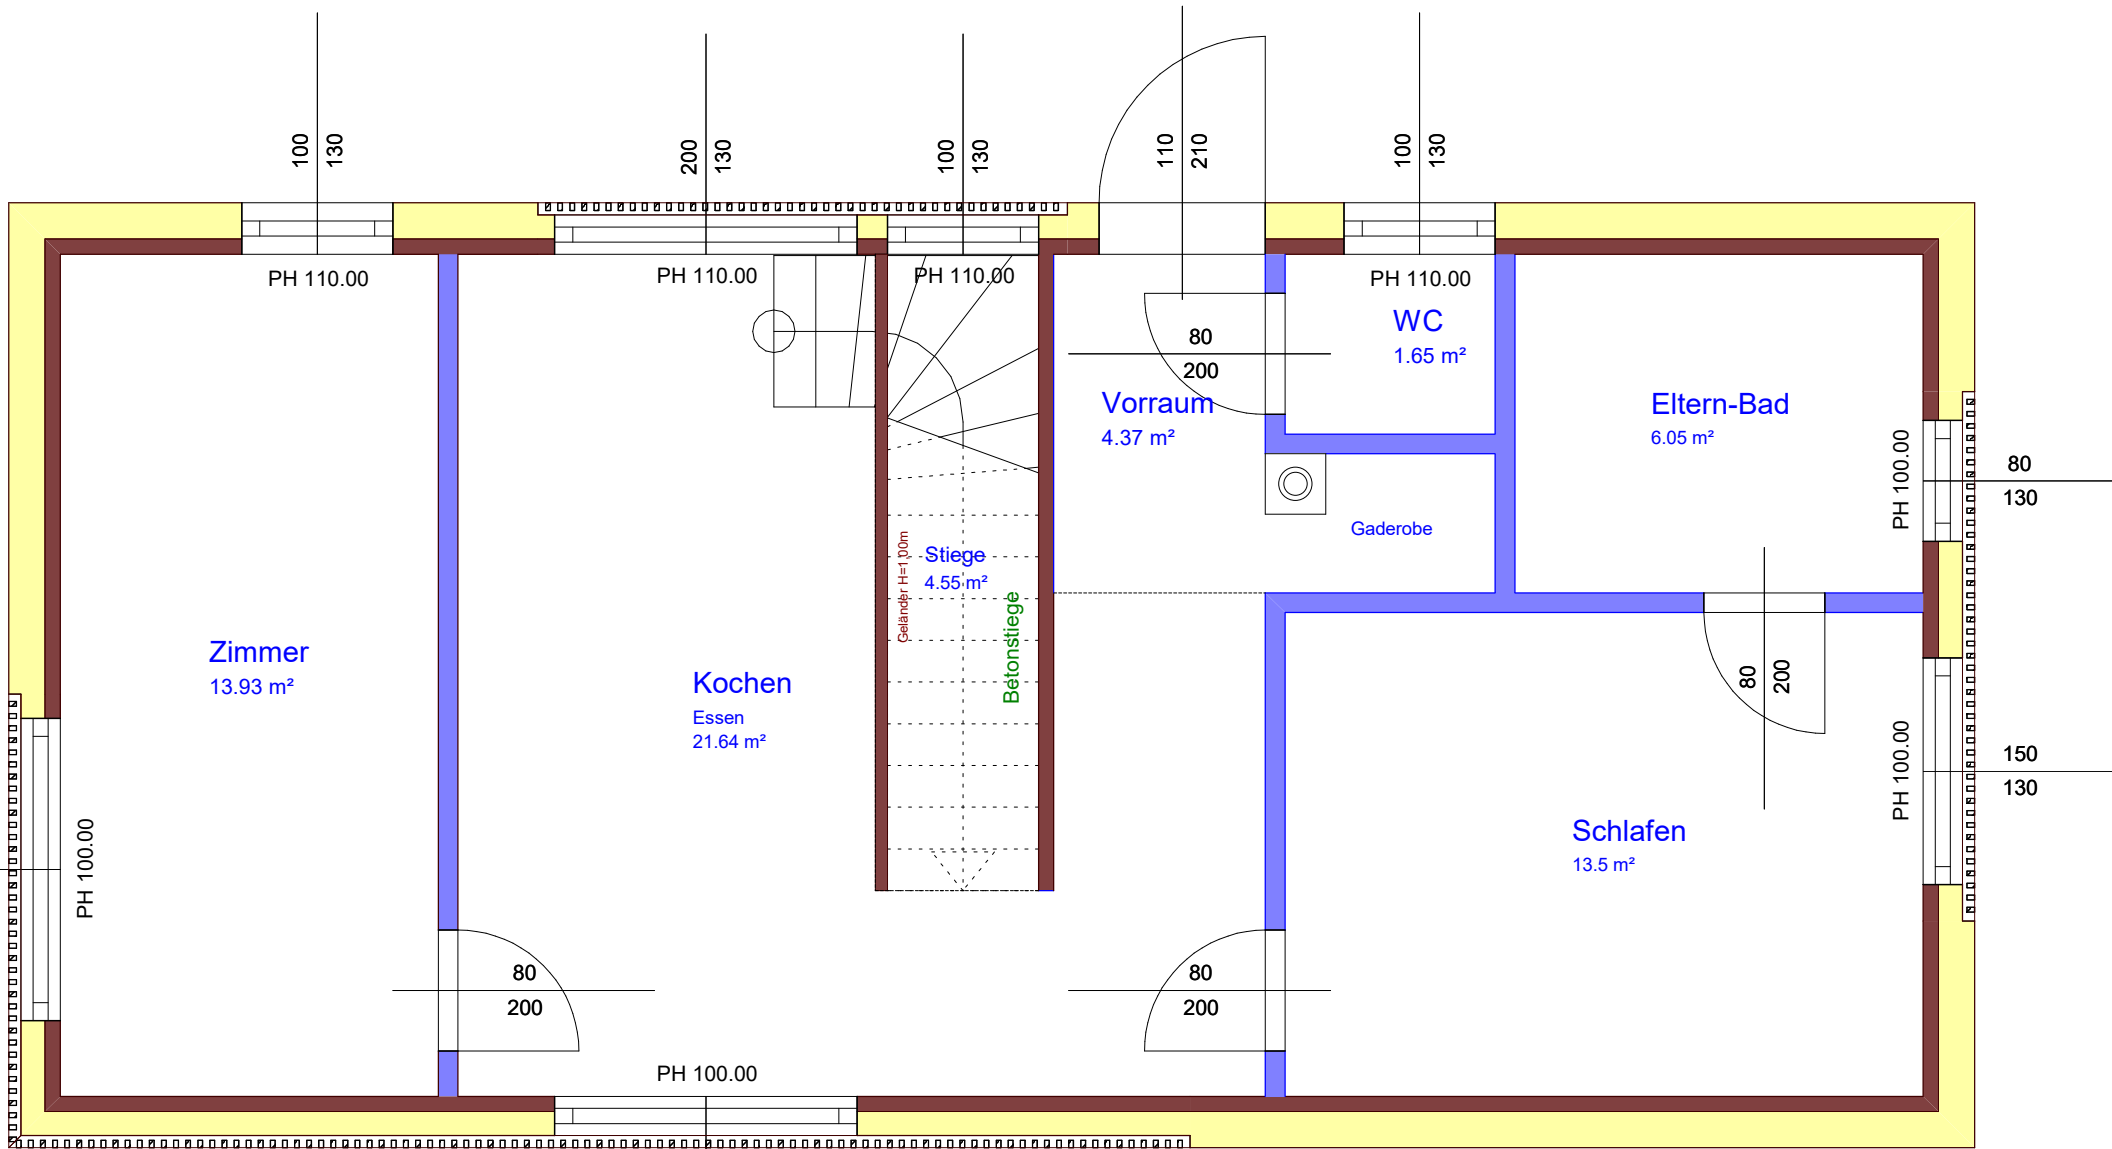 100
130
200
130
100
130
110
210
100
130
PH 110.00
PH 110.00
PH 110.00
PH 110.00
WC
1.65 m²
80
200
Vorraum
4.37 m²
Eltern-Bad
6.05 m²
PH 100.00
80
130
Gaderobe
Geländer H=1,00m
Stiege
4.55 m²
Betonstiege
Zimmer
13.93 m²
Kochen
Essen
21.64 m²
80
200
PH 100.00
150
130
Schlafen
13.5 m²
PH 100.00
80
200
80
200
PH 100.00